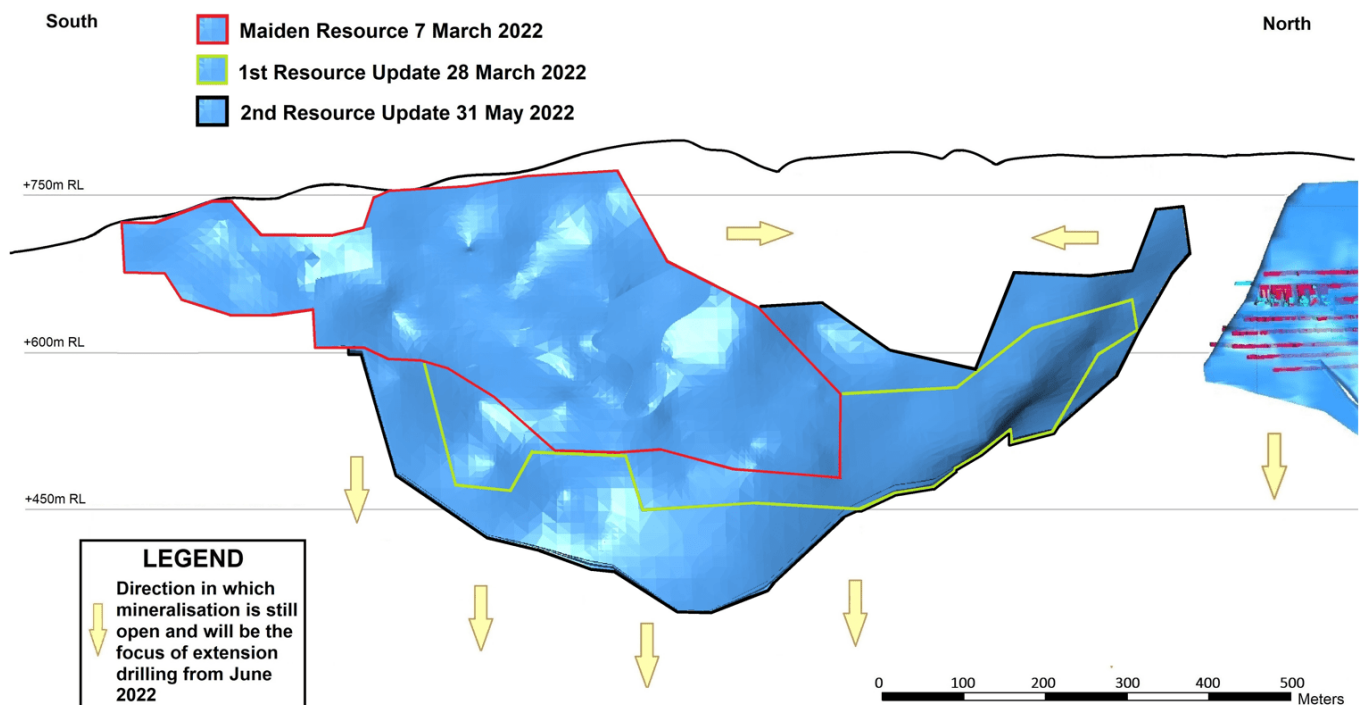 South
North
Maiden Resource 7 March 2022
1st Resource Update 28 March 2022
2nd Resource Update 31 May 2022
+750m RL
+600m RL
+450m RL
LEGEND
Direction in which
mineralisation is still
open and will be the
focus of extension
drilling from June
2022
0 100 200 300 400 500
Meters